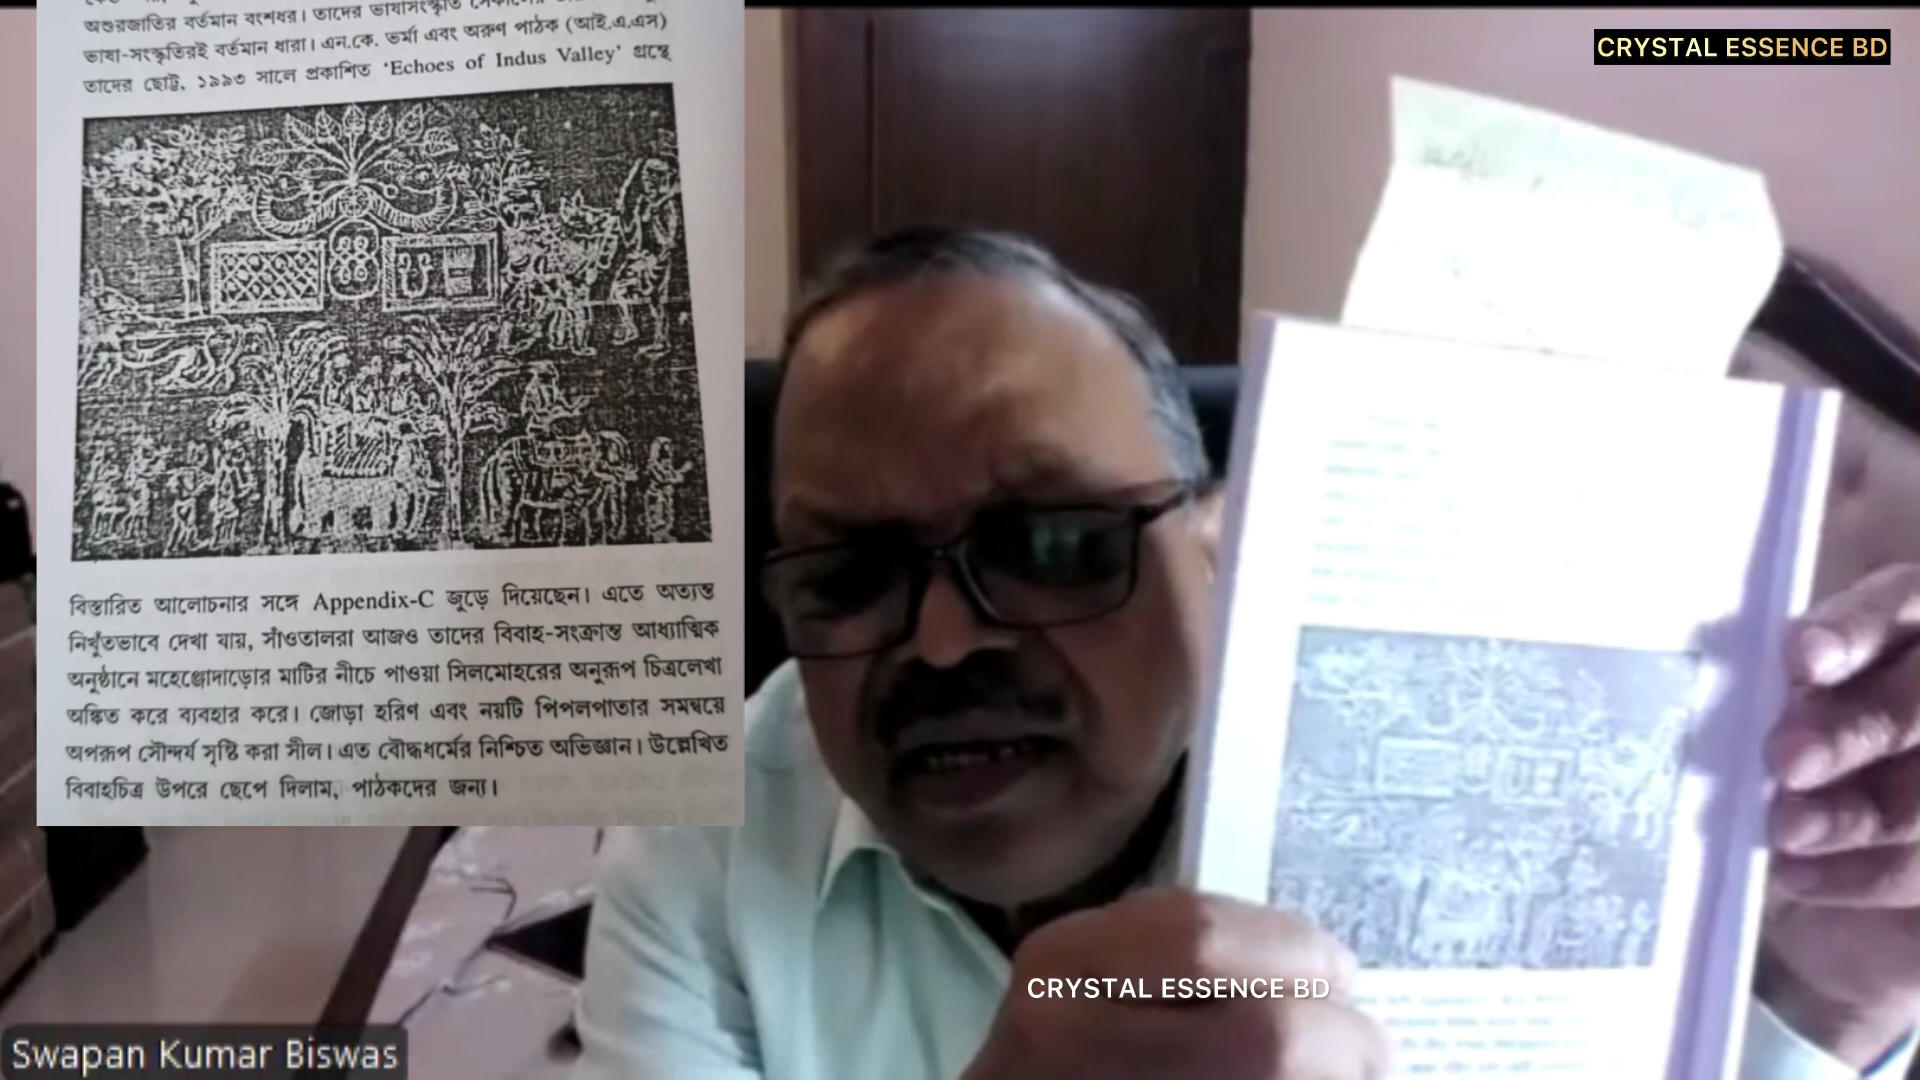 অশুরজাতির বর্তমান বংশধর। তাদের ভাষাসংস্কৃতি
ভাষা-সংস্কৃতিরই বর্তমান ধারা। এন.কে. ভর্মা এবং অরুণ পাঠক (আই.এ.এস)
তাদের ছোট্ট, ১৯৯৩ সালে প্রকাশিত ‘Echoes of Indus Valley’ গ্রন্থে
বিস্তারিত আলোচনার সঙ্গে Appendix-C জুড়ে দিয়েছেন। এতে অত্যন্ত
নিখুঁতভাবে দেখা যায়, সাঁওতালরা আজও তাদের বিবাহ-সংক্রান্ত আধ্যাত্মিক
অনুষ্ঠানে মহেঞ্জোদাড়োর মাটির নীচে পাওয়া সিলমোহরের অনুরূপ চিত্রলেখা
অঙ্কিত করে ব্যবহার করে। জোড়া হরিণ এবং নয়টি পিপলপাতার সমন্বয়ে
অপরূপ সৌন্দর্য সৃষ্টি করা সীল। এত বৌদ্ধধর্মের নিশ্চিত অভিজ্ঞান। উল্লেখিত
বিবাহচিত্র উপরে ছেপে দিলাম, পাঠকদের জন্য।
CRYSTAL ESSENCE BD
CRYSTAL ESSENCE BD
Swapan Kumar Biswas